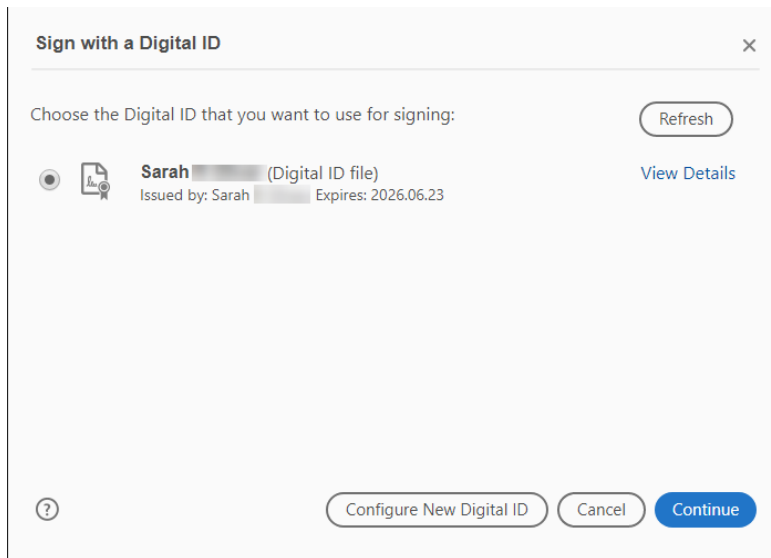 Sign with a Digital ID
Choose the Digital ID that you want to use for signing:
Refresh
Sarah (Digital ID file)
View Details
Issued by: Sarah Expires: 2026.06.23
?
Configure New Digital ID
Cancel
Continue